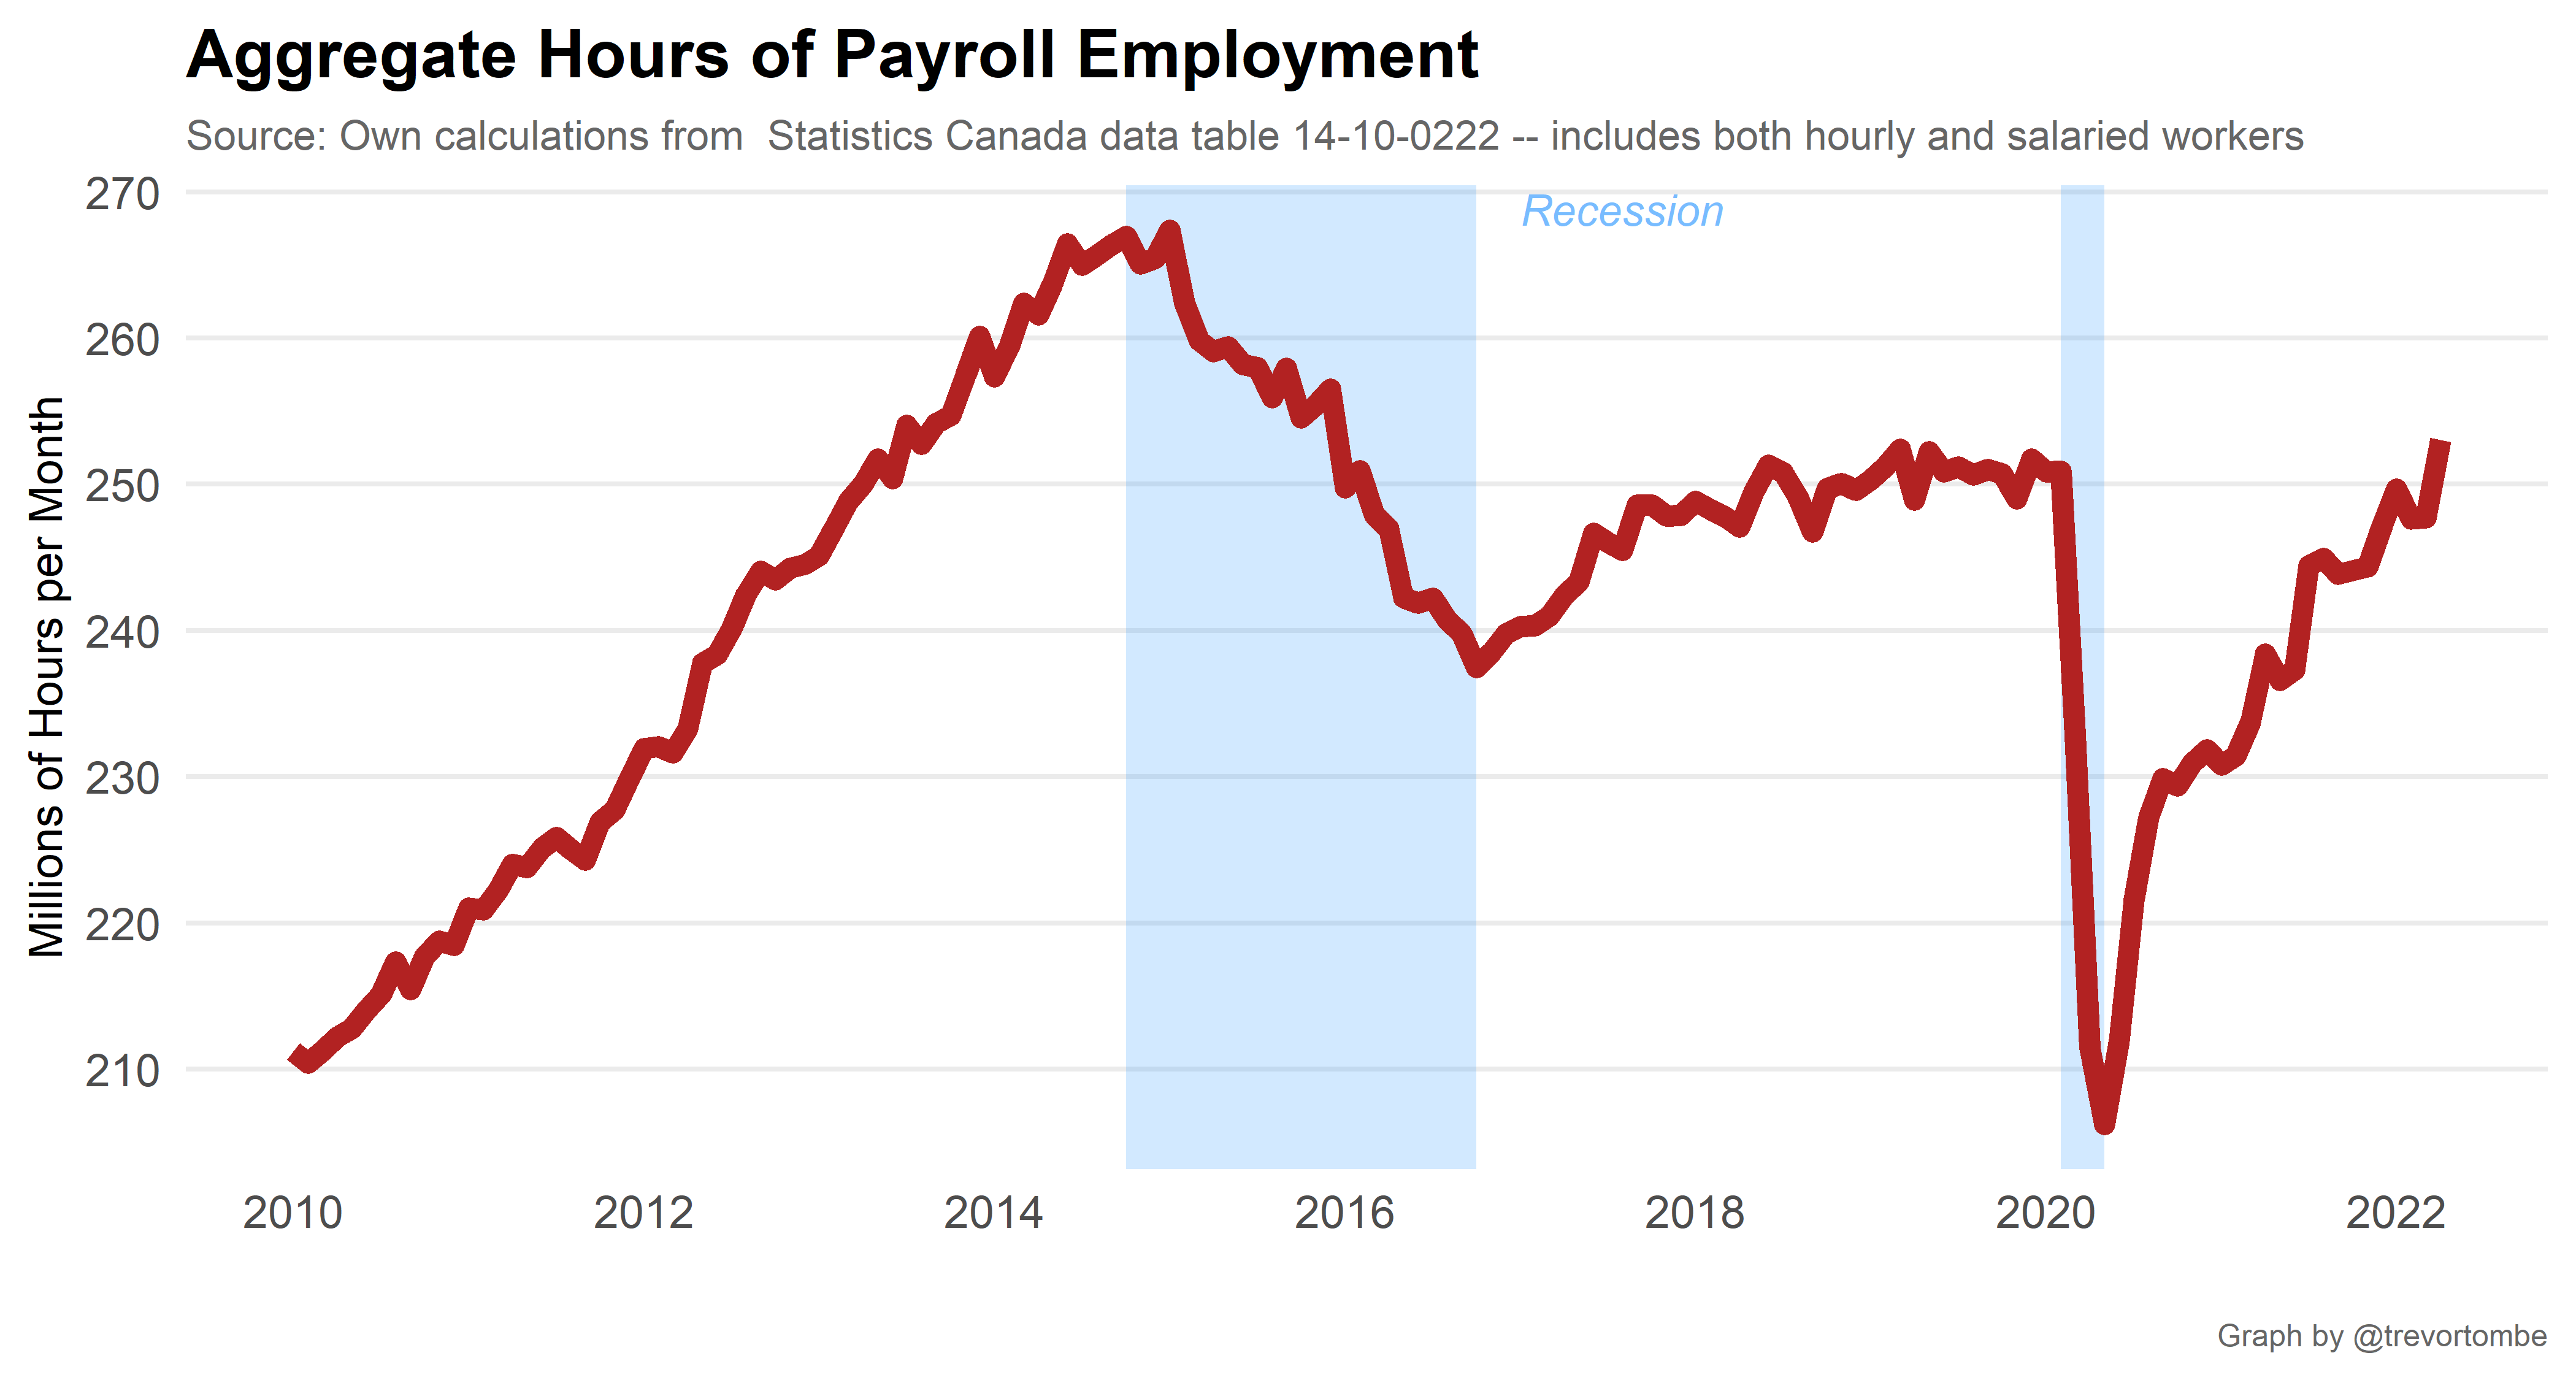 Aggregate Hours of Payroll Employment
Source: Own calculations from  Statistics Canada data table 14-10-0222 -- includes both hourly and salaried workers
Millions of Hours per Month
270
260
250
240
230
220
210
Recession
2010 2012 2014 2016 2018 2020 2022
Graph by @trevortombe